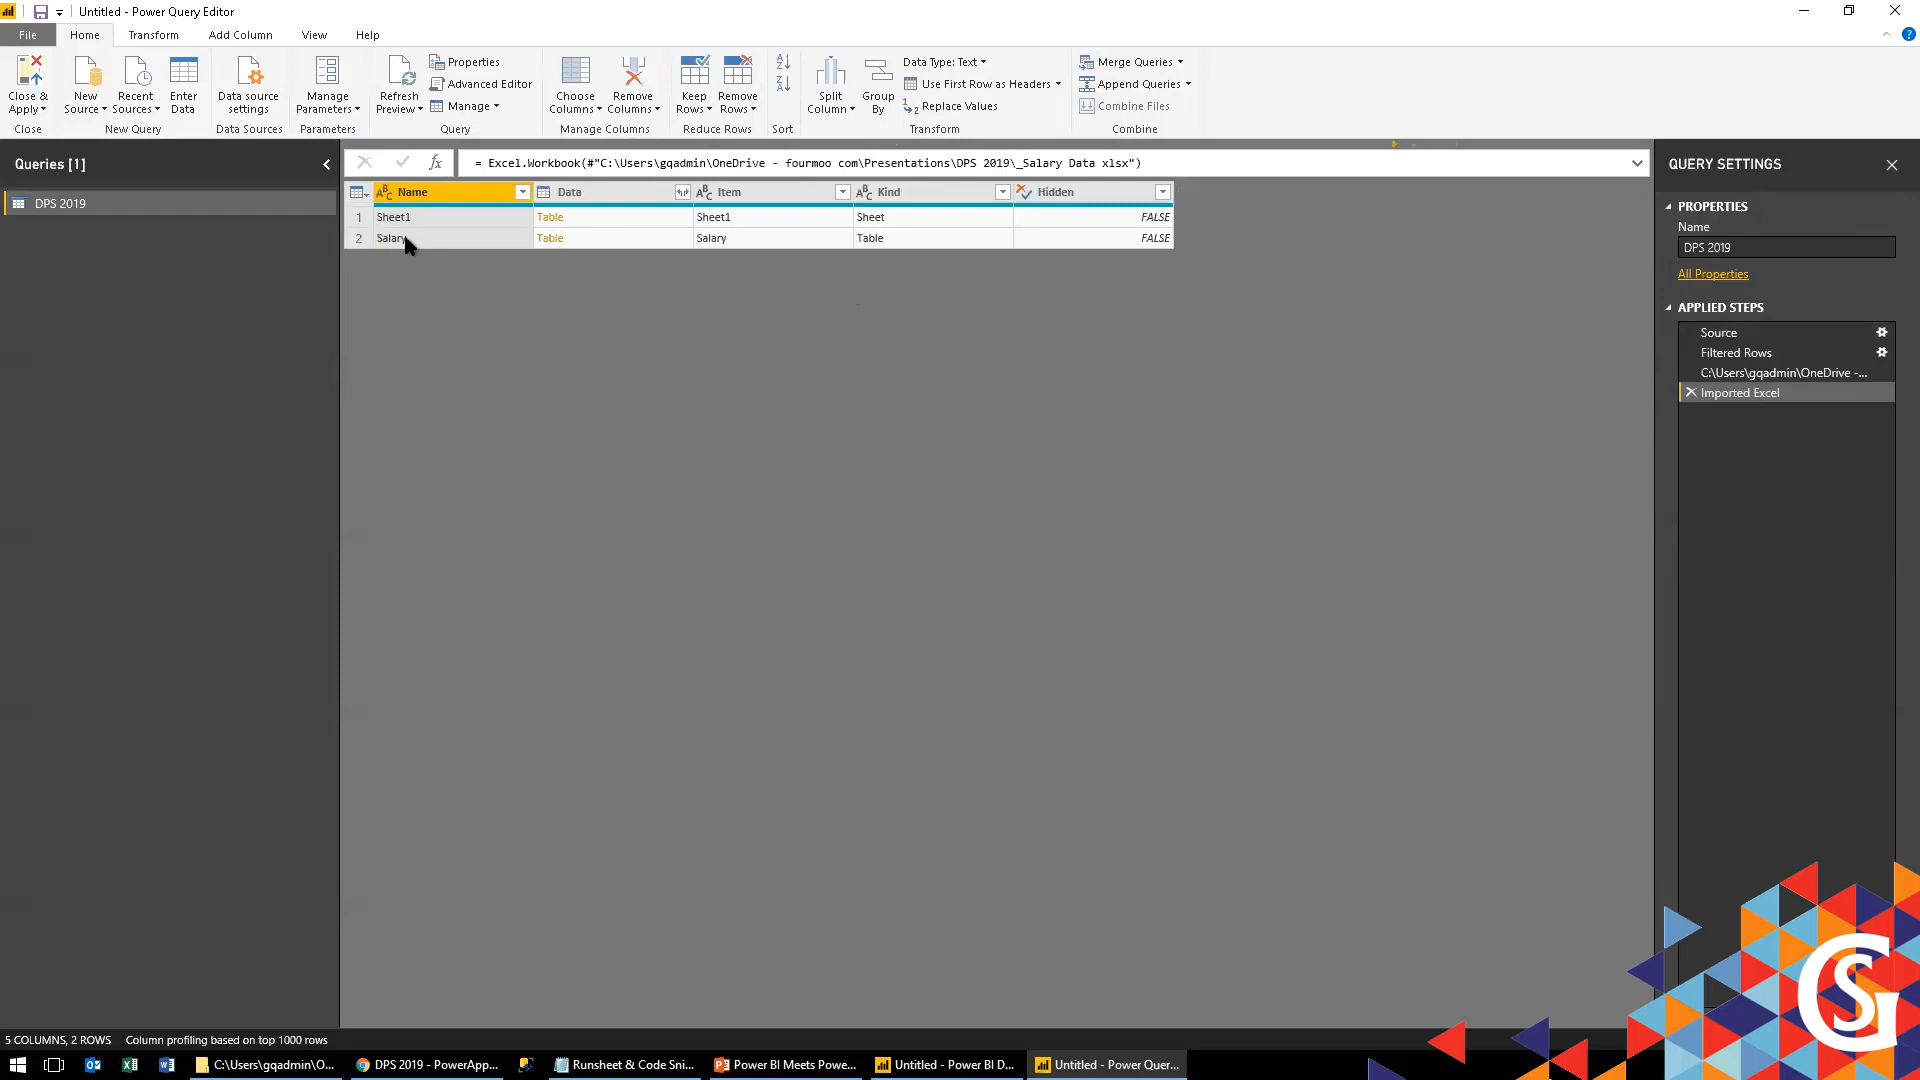 Untitled - Power Query Editor
File Home Transform Add Column View Help
Close & Apply
New Source
Recent Sources
Enter Data
Data source settings
Manage Parameters
Refresh Preview
Properties
Advanced Editor
Manage
Choose Columns
Remove Columns
Keep Rows
Remove Rows
Split Column
Group By
Data Type: Text
Use First Row as Headers
Replace Values
Merge Queries
Append Queries
Combine Files
Close New Query Data Sources Parameters Query Manage Columns Reduce Rows Sort Transform Combine
Queries [1]
DPS 2019
fx = Excel.Workbook(#"C:\Users\gqadmin\OneDrive - fourmoo com\Presentations\DPS 2019\_Salary Data xlsx")
Name Data Item Kind Hidden
1 Sheet1 Table Sheet1 Sheet FALSE
2 Salary Table Salary Table FALSE
QUERY SETTINGS
PROPERTIES
Name
DPS 2019
All Properties
APPLIED STEPS
Source
Filtered Rows
C:\Users\gqadmin\OneDrive -...
Imported Excel
5 COLUMNS, 2 ROWS Column profiling based on top 1000 rows
C:\Users\gqadmin\O... DPS 2019 - PowerApp... Runsheet & Code Sni... Power BI Meets Powe... Untitled - Power BI D... Untitled - Power Quer...